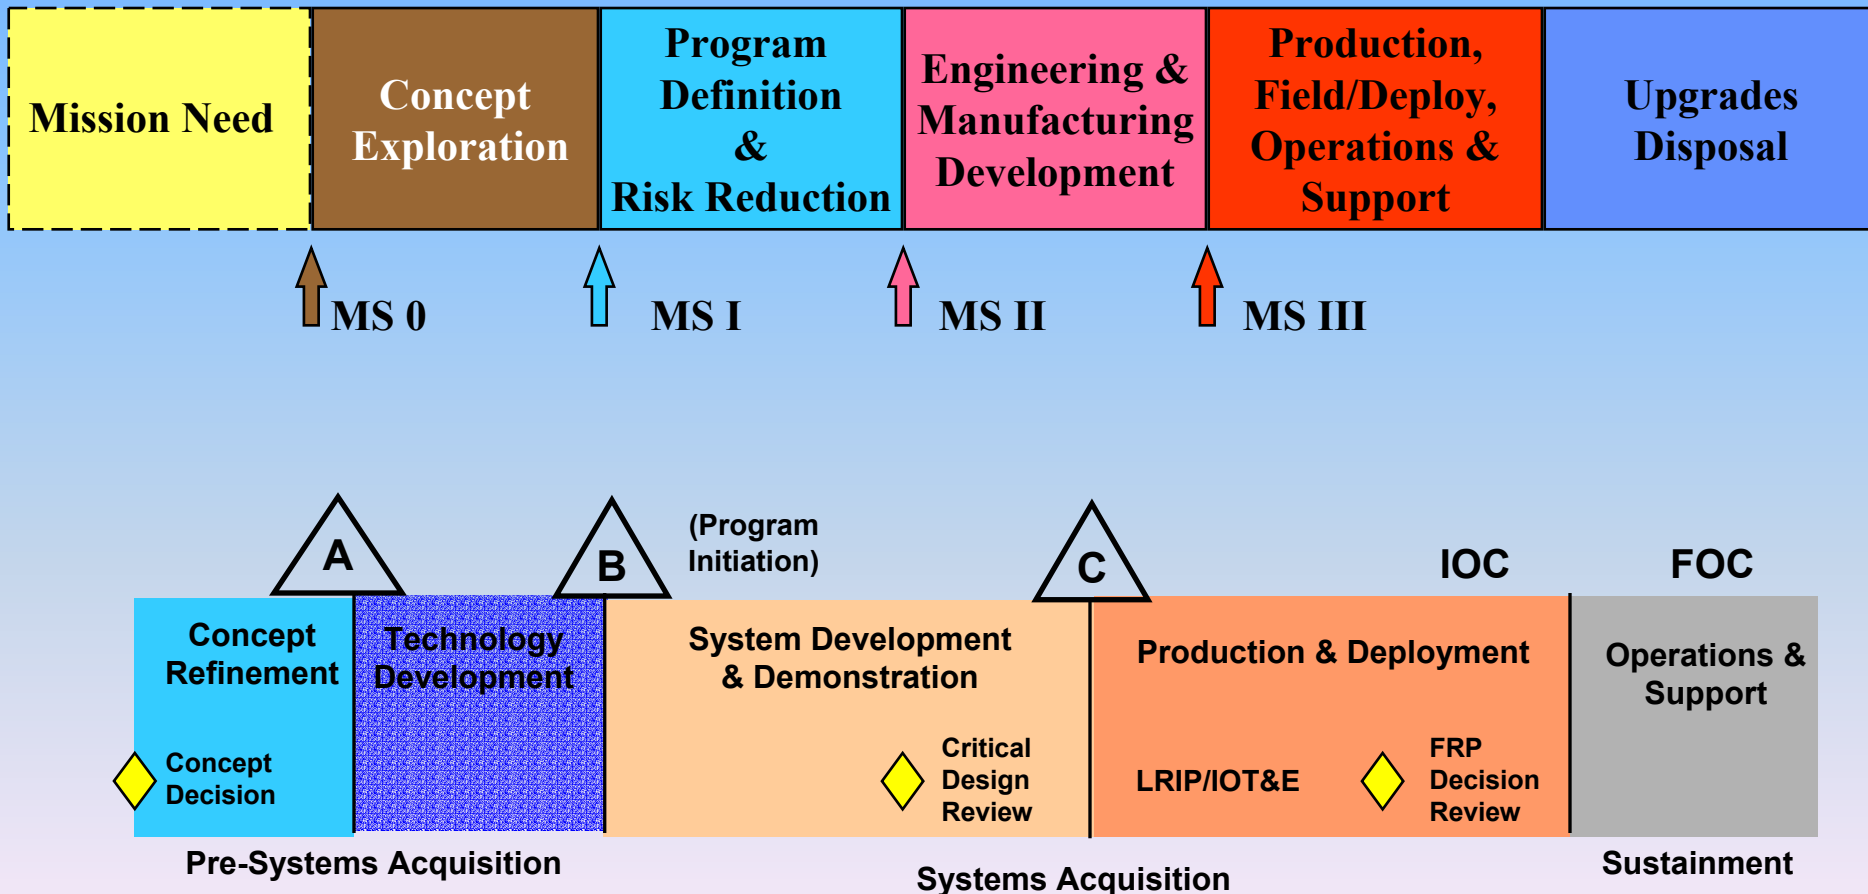 Mission Need
Concept
Exploration
Program
Definition
&
Risk Reduction
Engineering &
Manufacturing
Development
Production,
Field/Deploy,
Operations &
Support
Upgrades
Disposal
MS 0
MS I
MS II
MS III
A
B
(Program
Initiation)
C
IOC
FOC
Concept
Refinement
Technology
Development
System Development
& Demonstration
Production & Deployment
Operations &
Support
Concept
Decision
Critical
Design
Review
LRIP/IOT&E
FRP
Decision
Review
Pre-Systems Acquisition
Systems Acquisition
Sustainment